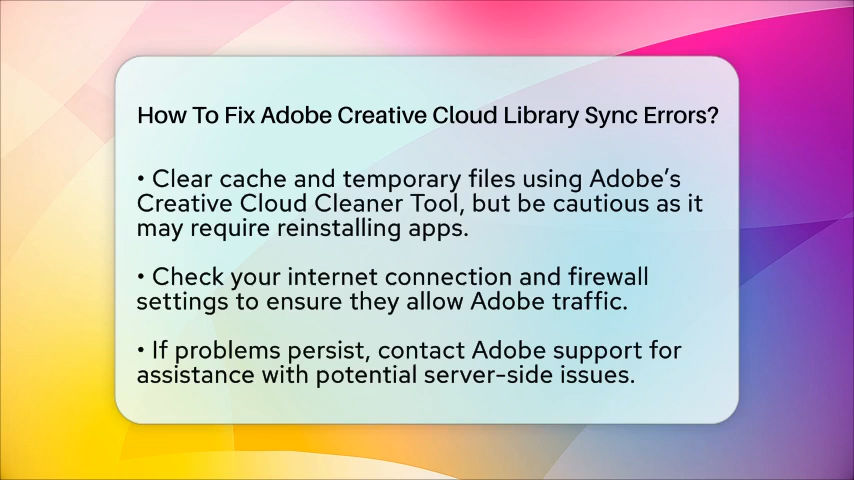 How To Fix Adobe Creative Cloud Library Sync Errors?
• Clear cache and temporary files using Adobe’s
Creative Cloud Cleaner Tool, but be cautious as it
may require reinstalling apps.
• Check your internet connection and firewall
settings to ensure they allow Adobe traffic.
• If problems persist, contact Adobe support for
assistance with potential server-side issues.